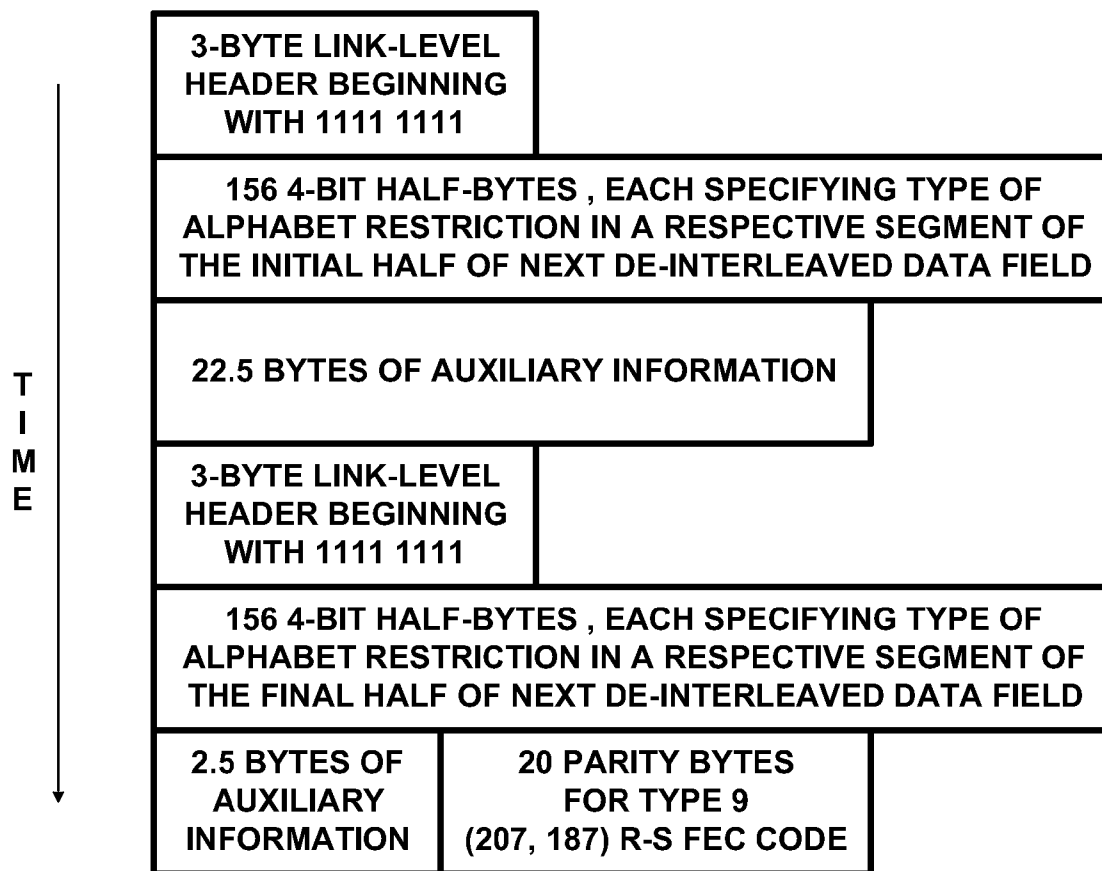 3-BYTE LINK-LEVEL
HEADER BEGINNING
WITH 1111 1111
156 4-BIT HALF-BYTES , EACH SPECIFYING TYPE OF
ALPHABET RESTRICTION IN A RESPECTIVE SEGMENT OF
THE INITIAL HALF OF NEXT DE-INTERLEAVED DATA FIELD
22.5 BYTES OF AUXILIARY INFORMATION
TIME
3-BYTE LINK-LEVEL
HEADER BEGINNING
WITH 1111 1111
156 4-BIT HALF-BYTES , EACH SPECIFYING TYPE OF
ALPHABET RESTRICTION IN A RESPECTIVE SEGMENT OF
THE FINAL HALF OF NEXT DE-INTERLEAVED DATA FIELD
2.5 BYTES OF
AUXILIARY
INFORMATION
20 PARITY BYTES
FOR TYPE 9
(207, 187) R-S FEC CODE